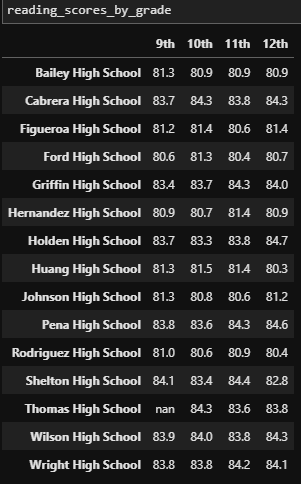 reading_scores_by_grade
9th 10th 11th 12th
Bailey High School 81.3 80.9 80.9 80.9
Cabrera High School 83.7 84.3 83.8 84.3
Figueroa High School 81.2 81.4 80.6 81.4
Ford High School 80.6 81.3 80.4 80.7
Griffin High School 83.4 83.7 84.3 84.0
Hernandez High School 80.9 80.7 81.4 80.9
Holden High School 83.7 83.3 83.8 84.7
Huang High School 81.3 81.5 81.4 80.3
Johnson High School 81.3 80.8 80.6 81.2
Pena High School 83.8 83.6 84.3 84.6
Rodriguez High School 81.0 80.6 80.9 80.4
Shelton High School 84.1 83.4 84.4 82.8
Thomas High School nan 84.3 83.6 83.8
Wilson High School 83.9 84.0 83.8 84.3
Wright High School 83.8 83.8 84.2 84.1